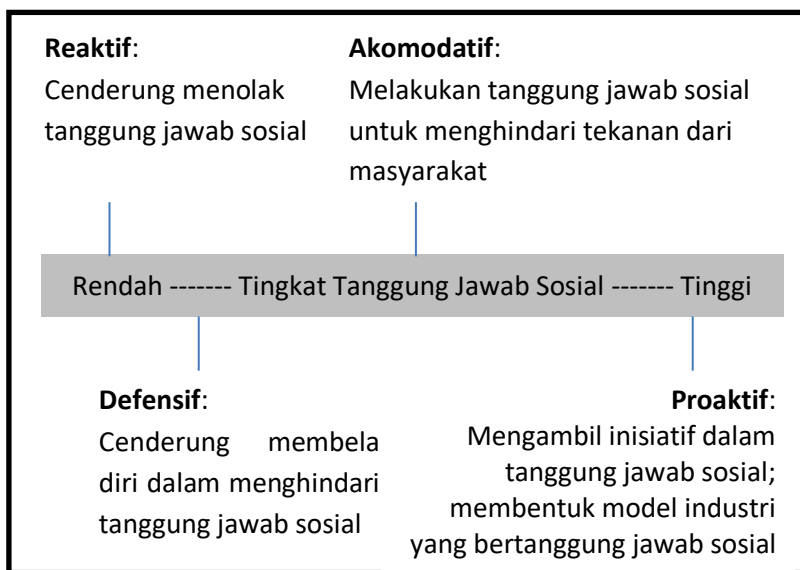 Reaktif:
Cenderung menolak
tanggung jawab sosial
Akomodatif:
Melakukan tanggung jawab sosial
untuk menghindari tekanan dari
masyarakat
Rendah ------- Tingkat Tanggung Jawab Sosial ------- Tinggi
Defensif:
Cenderung membela
diri dalam menghindari
tanggung jawab sosial
Proaktif:
Mengambil inisiatif dalam
tanggung jawab sosial;
membentuk model industri
yang bertanggung jawab sosial